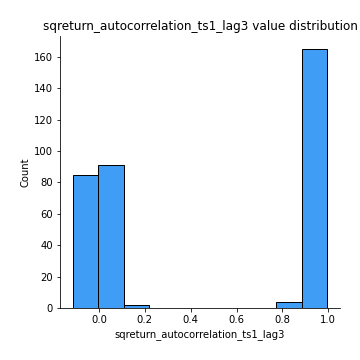 sqreturn_autocorrelation_ts1_lag3 value distribution
160
140
120
100
80
60
40
20
0
Count
0.0 0.2 0.4 0.6 0.8 1.0
sqreturn_autocorrelation_ts1_lag3